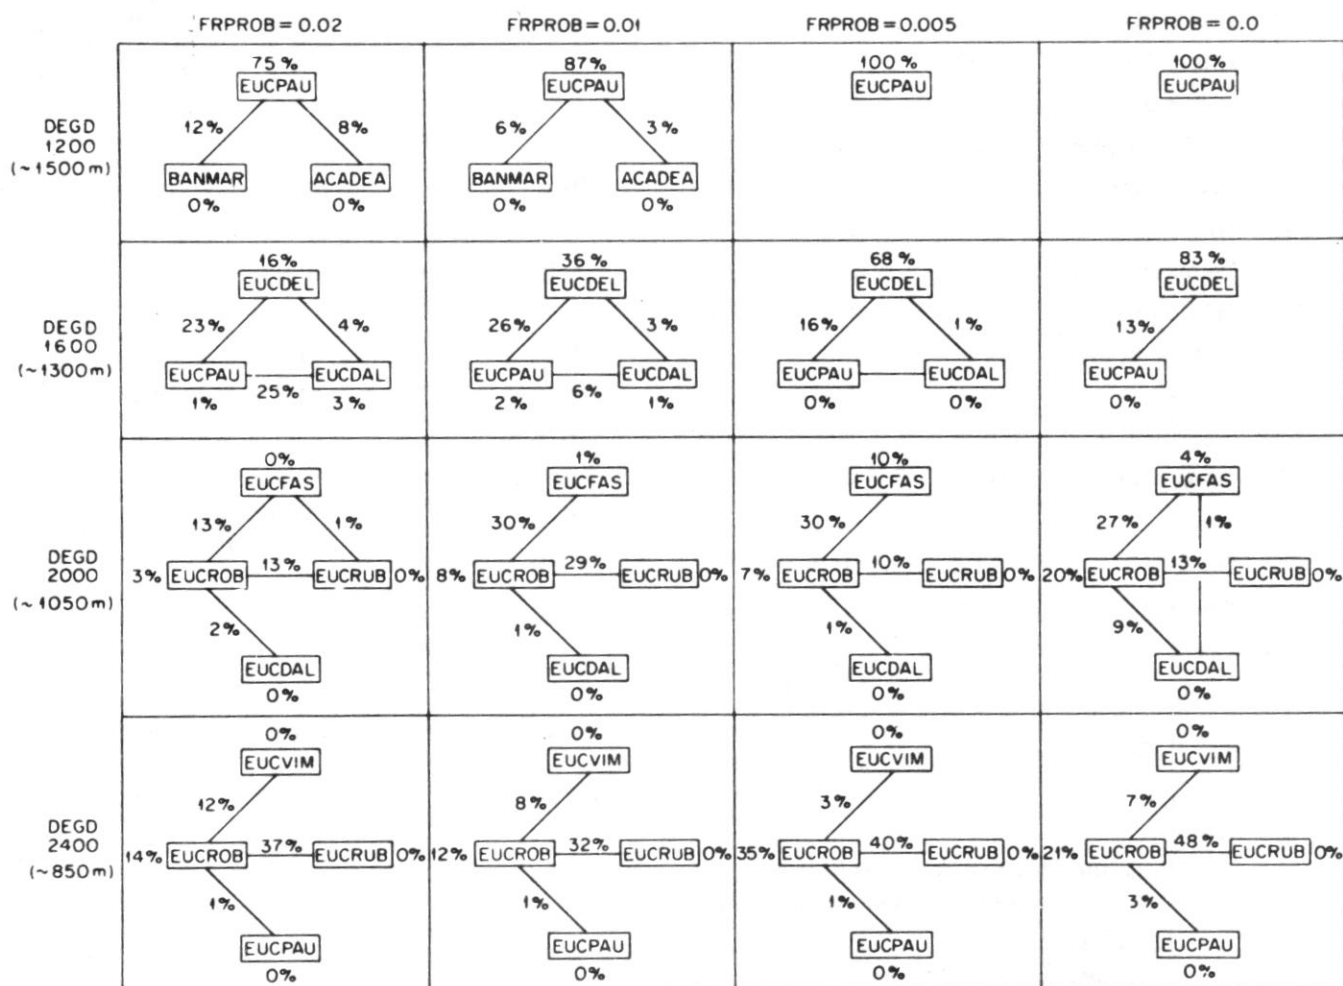 FRPROB = 0.02 FRPROB = 0.01 FRPROB = 0.005 FRPROB = 0.0
DEGD
1200
(~1500m)
75%
EUCPAU
12% 8%
BANMAR ACADEA
0% 0%
87%
EUCPAU
6% 3%
BANMAR ACADEA
0% 0%
100%
EUCPAU
100%
EUCPAU
DEGD
1600
(~1300m)
16%
EUCDEL
23% 4%
EUCPAU EUCDAL
25%
1% 3%
36%
EUCDEL
26% 3%
EUCPAU EUCDAL
6%
2% 1%
68%
EUCDEL
16% 1%
EUCPAU EUCDAL
0% 0%
83%
EUCDEL
13%
EUCPAU
0%
DEGD
2000
(~1050m)
0%
EUCFAS
13% 1%
3% EUCROB 13% EUCRUB 0%
2%
EUCDAL
0%
1%
EUCFAS
30%
8% EUCROB 29% EUCRUB 0%
1%
EUCDAL
0%
10%
EUCFAS
30%
7% EUCROB 10% EUCRUB 0%
1%
EUCDAL
0%
4%
EUCFAS
27% 1%
20% EUCROB 13% EUCRUB 0%
9%
EUCDAL
0%
DEGD
2400
(~850m)
0%
EUCVIM
12%
14% EUCROB 37% EUCRUB 0%
1%
EUCPAU
0%
0%
EUCVIM
8%
12% EUCROB 32% EUCRUB 0%
1%
EUCPAU
0%
0%
EUCVIM
3%
35% EUCROB 40% EUCRUB 0%
1%
EUCPAU
0%
0%
EUCVIM
7%
21% EUCROB 48% EUCRUB 0%
3%
EUCPAU
0%